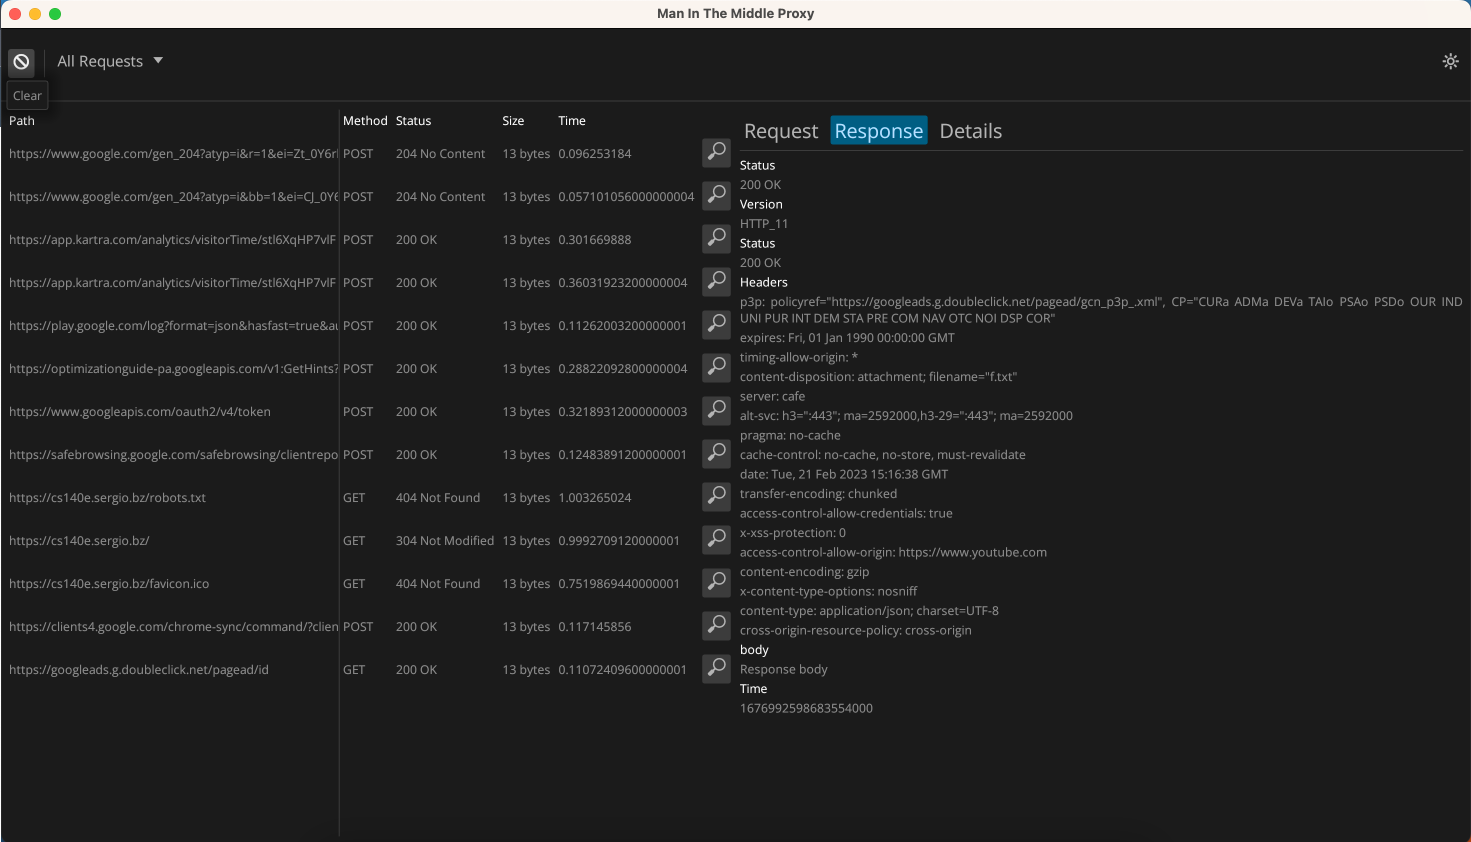 Man In The Middle Proxy
All Requests
Clear
Path Method Status Size Time
https://www.google.com/gen_204?atyp=i&r=1&ei=Zt_0Y6rl POST 204 No Content 13 bytes 0.096253184
https://www.google.com/gen_204?atyp=i&bb=1&ei=CJ_0Y6 POST 204 No Content 13 bytes 0.057101056000000004
https://app.kartra.com/analytics/visitorTime/stl6XqHP7vlF POST 200 OK 13 bytes 0.301669888
https://app.kartra.com/analytics/visitorTime/stl6XqHP7vlF POST 200 OK 13 bytes 0.36031923200000004
https://play.google.com/log?format=json&hasfast=true&au POST 200 OK 13 bytes 0.11262003200000001
https://optimizationguide-pa.googleapis.com/v1:GetHints? POST 200 OK 13 bytes 0.28822092800000004
https://www.googleapis.com/oauth2/v4/token POST 200 OK 13 bytes 0.32189312000000003
https://safebrowsing.google.com/safebrowsing/clientrepo POST 200 OK 13 bytes 0.12483891200000001
https://cs140e.sergio.bz/robots.txt GET 404 Not Found 13 bytes 1.003265024
https://cs140e.sergio.bz/ GET 304 Not Modified 13 bytes 0.9992709120000001
https://cs140e.sergio.bz/favicon.ico GET 404 Not Found 13 bytes 0.7519869440000001
https://clients4.google.com/chrome-sync/command/?clien POST 200 OK 13 bytes 0.117145856
https://googleads.g.doubleclick.net/pagead/id GET 200 OK 13 bytes 0.11072409600000001
Request Response Details
Status
200 OK
Version
HTTP_11
Status
200 OK
Headers
p3p: policyref="https://googleads.g.doubleclick.net/pagead/gcn_p3p_.xml", CP="CURa ADMa DEVa TAIo PSAo PSDo OUR IND
UNI PUR INT DEM STA PRE COM NAV OTC NOI DSP COR"
expires: Fri, 01 Jan 1990 00:00:00 GMT
timing-allow-origin: *
content-disposition: attachment; filename="f.txt"
server: cafe
alt-svc: h3=":443"; ma=2592000,h3-29=":443"; ma=2592000
pragma: no-cache
cache-control: no-cache, no-store, must-revalidate
date: Tue, 21 Feb 2023 15:16:38 GMT
transfer-encoding: chunked
access-control-allow-credentials: true
x-xss-protection: 0
access-control-allow-origin: https://www.youtube.com
content-encoding: gzip
x-content-type-options: nosniff
content-type: application/json; charset=UTF-8
cross-origin-resource-policy: cross-origin
body
Response body
Time
1676992598683554000